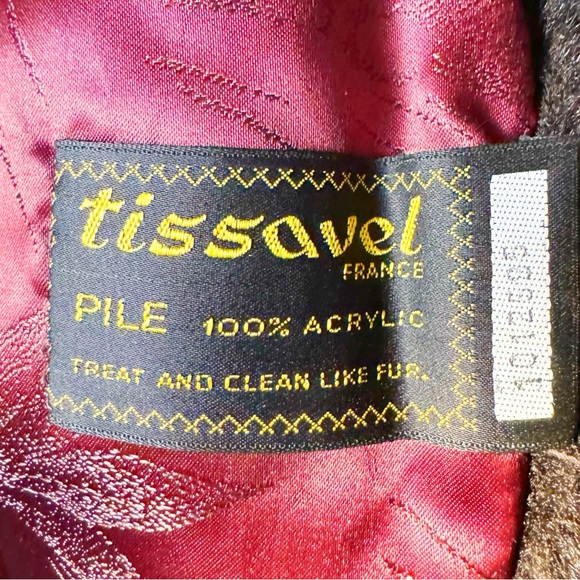 tissavel
FRANCE
PILE 100% ACRYLIC
TREAT AND CLEAN LIKE FUR.